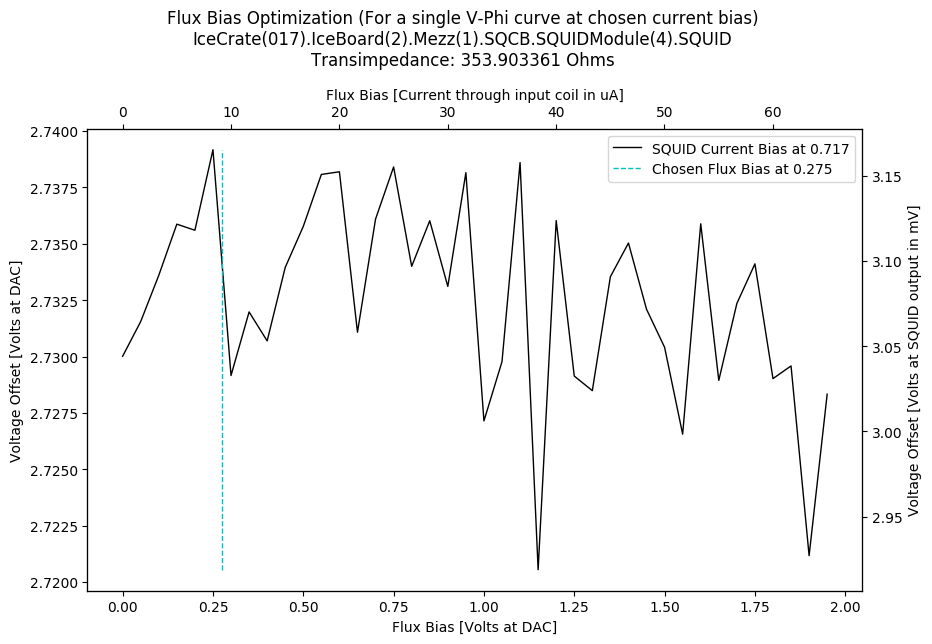 Flux Bias Optimization (For a single V-Phi curve at chosen current bias)
IceCrate(017).IceBoard(2).Mezz(1).SQCB.SQUIDModule(4).SQUID
Transimpedance: 353.903361 Ohms
Flux Bias [Current through input coil in uA]
0 10 20 30 40 50 60
SQUID Current Bias at 0.717
Chosen Flux Bias at 0.275
Voltage Offset [Volts at DAC]
2.7400
2.7375
2.7350
2.7325
2.7300
2.7275
2.7250
2.7225
2.7200
3.15
3.10
3.05
3.00
2.95
Voltage Offset [Volts at SQUID output in mV]
0.00 0.25 0.50 0.75 1.00 1.25 1.50 1.75 2.00
Flux Bias [Volts at DAC]